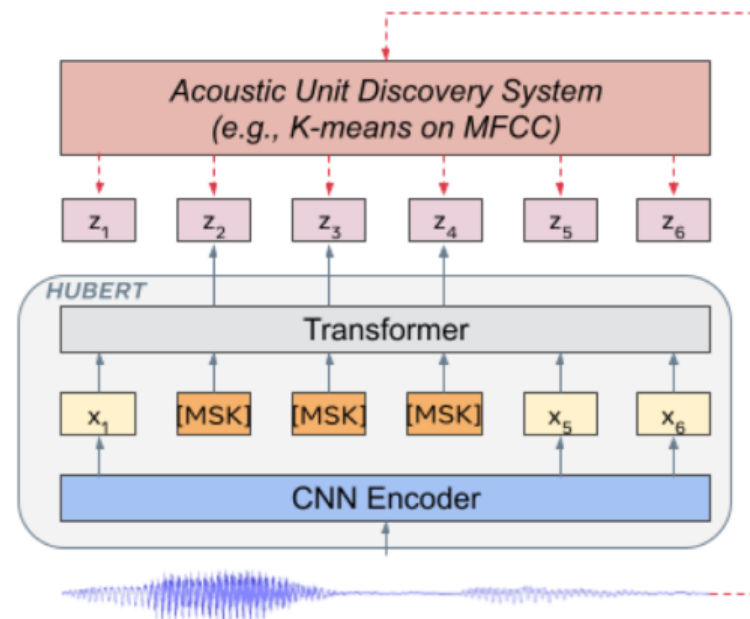 Acoustic Unit Discovery System
(e.g., K-means on MFCC)
z₁ z₂ z₃ z₄ z₅ z₆
HUBERT
Transformer
x₁ [MSK] [MSK] [MSK] x₅ x₆
CNN Encoder